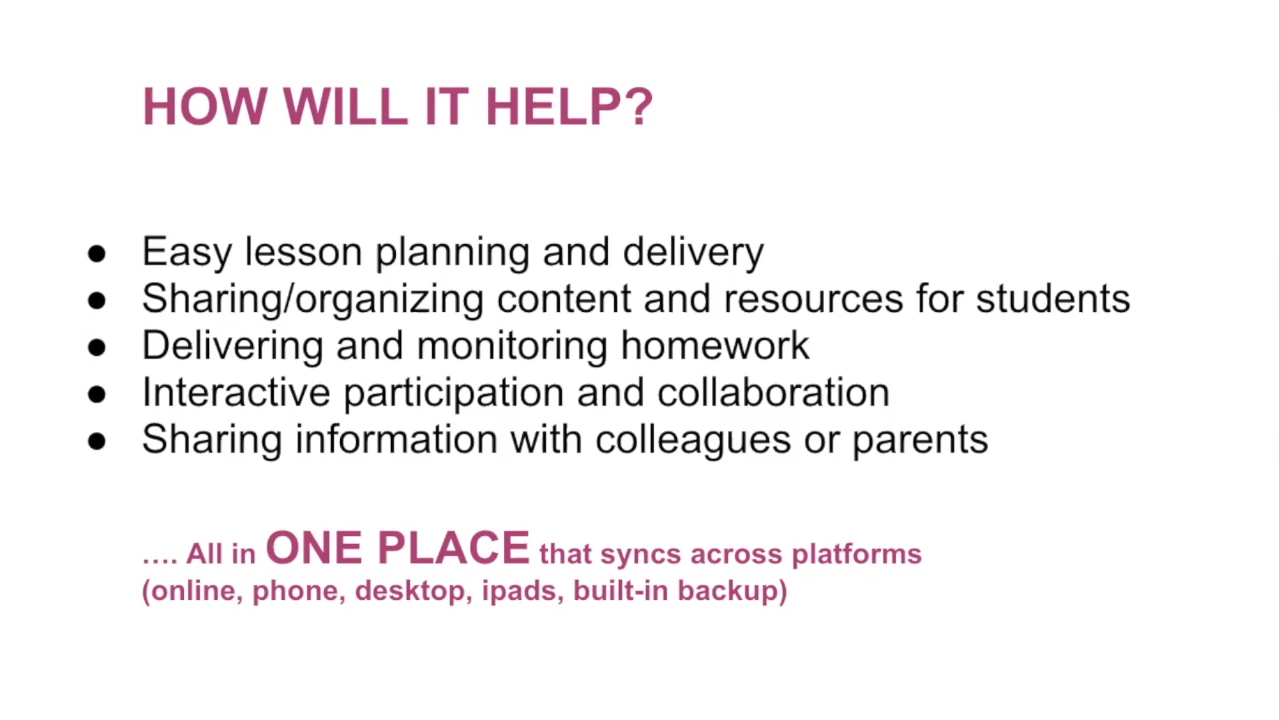 HOW WILL IT HELP?
● Easy lesson planning and delivery
● Sharing/organizing content and resources for students
● Delivering and monitoring homework
● Interactive participation and collaboration
● Sharing information with colleagues or parents
…. All in ONE PLACE that syncs across platforms
(online, phone, desktop, ipads, built-in backup)